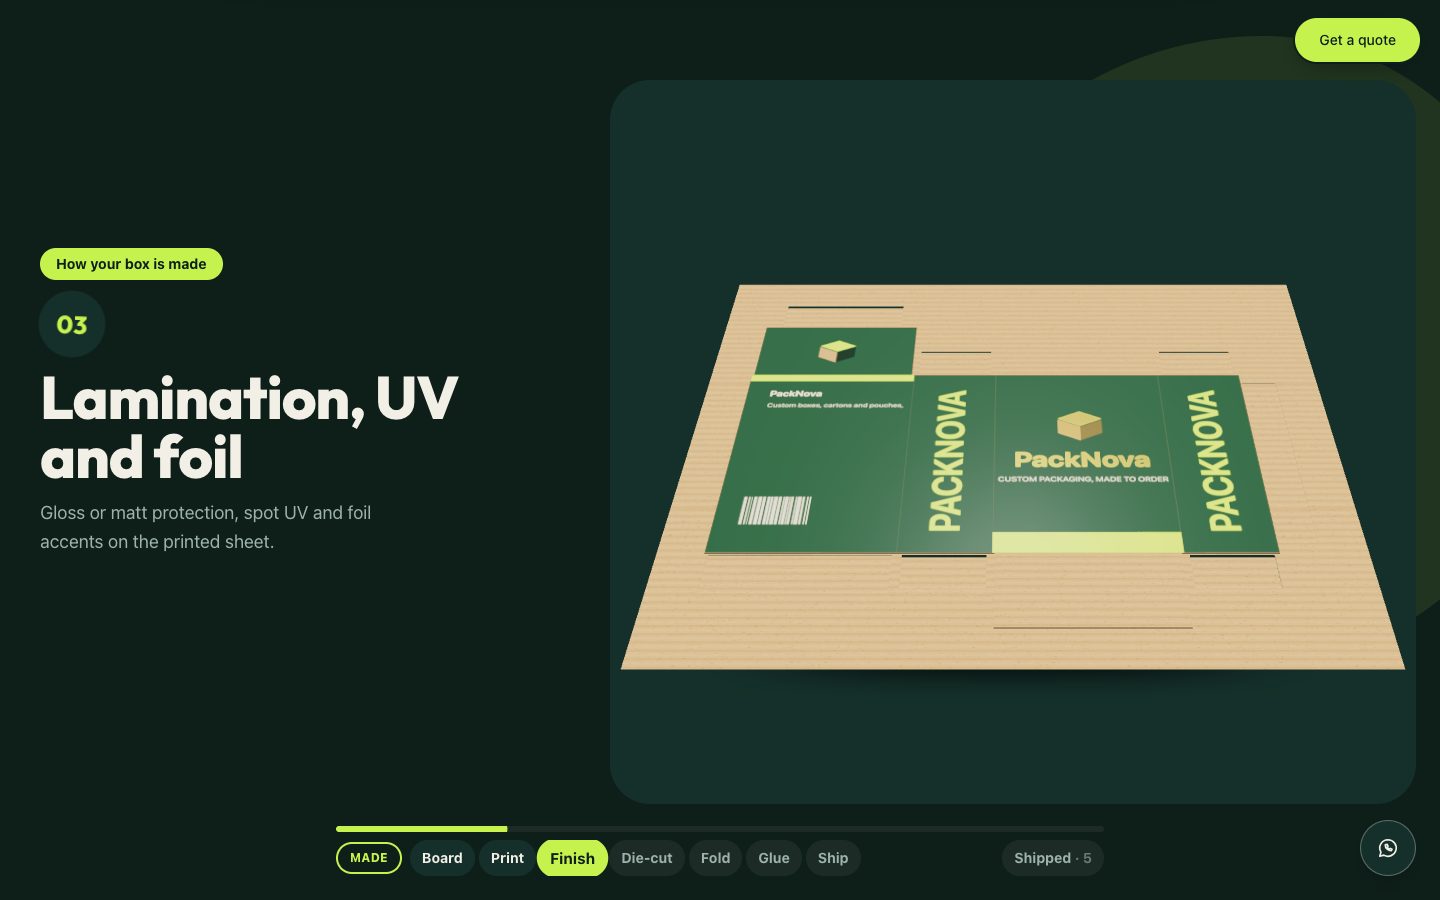 Get a quote
How your box is made
03
Lamination, UV
and foil
Gloss or matt protection, spot UV and foil
accents on the printed sheet.
PackNova
Custom boxes, cartons and pouches,
PACKNOVA
PackNova
CUSTOM PACKAGING, MADE TO ORDER
PACKNOVA
MADE
Board
Print
Finish
Die-cut
Fold
Glue
Ship
Shipped · 5